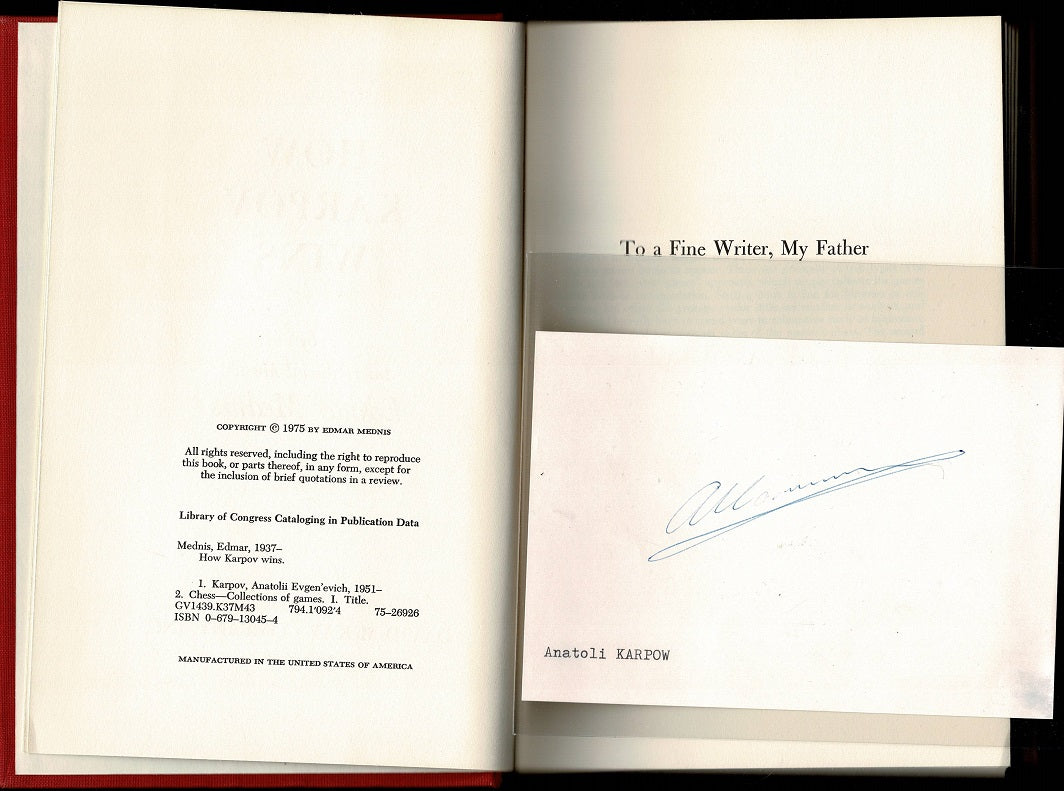 COPYRIGHT © 1975 BY EDMAR MEDNIS
All rights reserved, including the right to reproduce
this book, or parts thereof, in any form, except for
the inclusion of brief quotations in a review.
Library of Congress Cataloging in Publication Data
Mednis, Edmar, 1937–
How Karpov wins.
1. Karpov, Anatolii Evgen'evich, 1951–
2. Chess—Collections of games. I. Title.
GV1439.K37M43 794.1'092'4 75–26926
ISBN 0–679–13045–4
MANUFACTURED IN THE UNITED STATES OF AMERICA
To a Fine Writer, My Father
Anatoli KARPOW